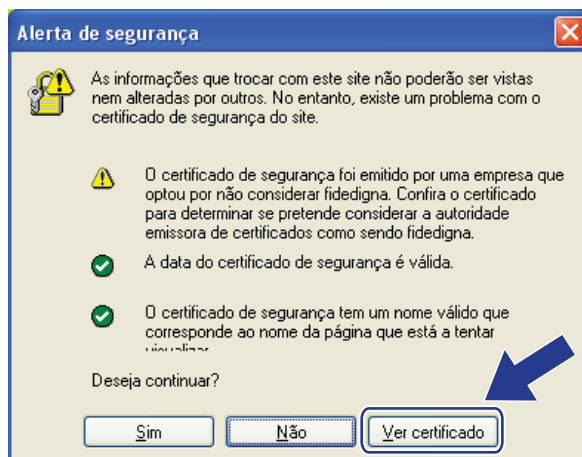 Alerta de segurança
As informações que trocar com este site não poderão ser vistas
nem alteradas por outros. No entanto, existe um problema com o
certificado de segurança do site.
O certificado de segurança foi emitido por uma empresa que
optou por não considerar fidedigna. Confira o certificado
para determinar se pretende considerar a autoridade
emissora de certificados como sendo fidedigna.
A data do certificado de segurança é válida.
O certificado de segurança tem um nome válido que
corresponde ao nome da página que está a tentar
visualizar
Deseja continuar?
Sim Não Ver certificado